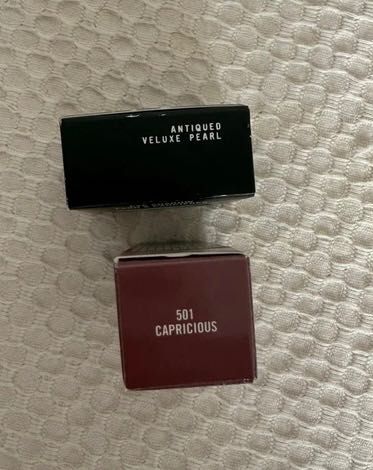 ANTIQUED
VELUXE PEARL
501
CAPRICIOUS